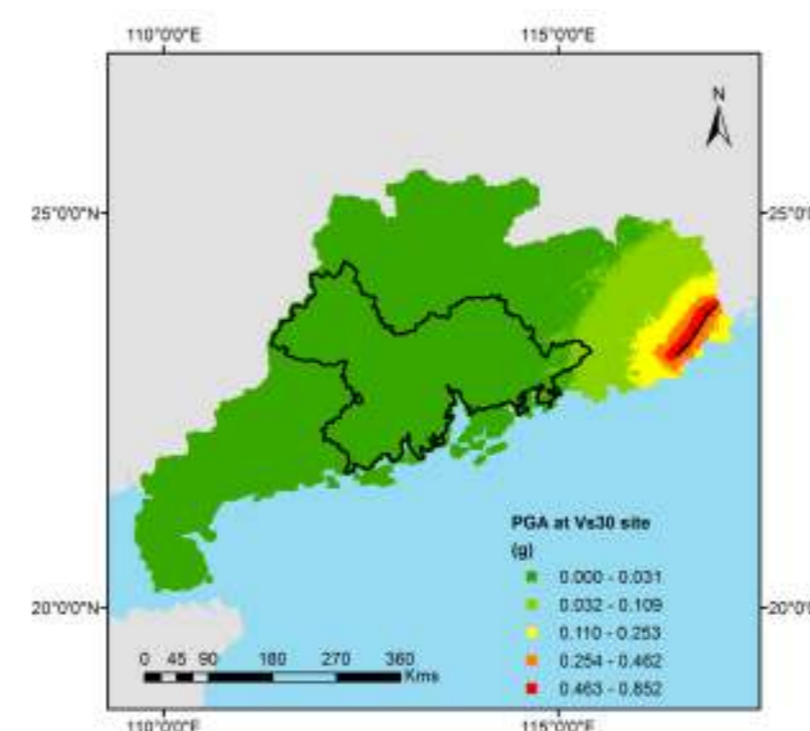 110°0'0"E 115°0'0"E
N
25°0'0"N 25°0'0
PGA at Vs30 site
(g)
0.000 - 0.031
0.032 - 0.109
0.110 - 0.253
0.254 - 0.462
0.463 - 0.852
20°0'0"N 20°0'0
0 45 90 180 270 360
Kms
110°0'0"E 115°0'0"E